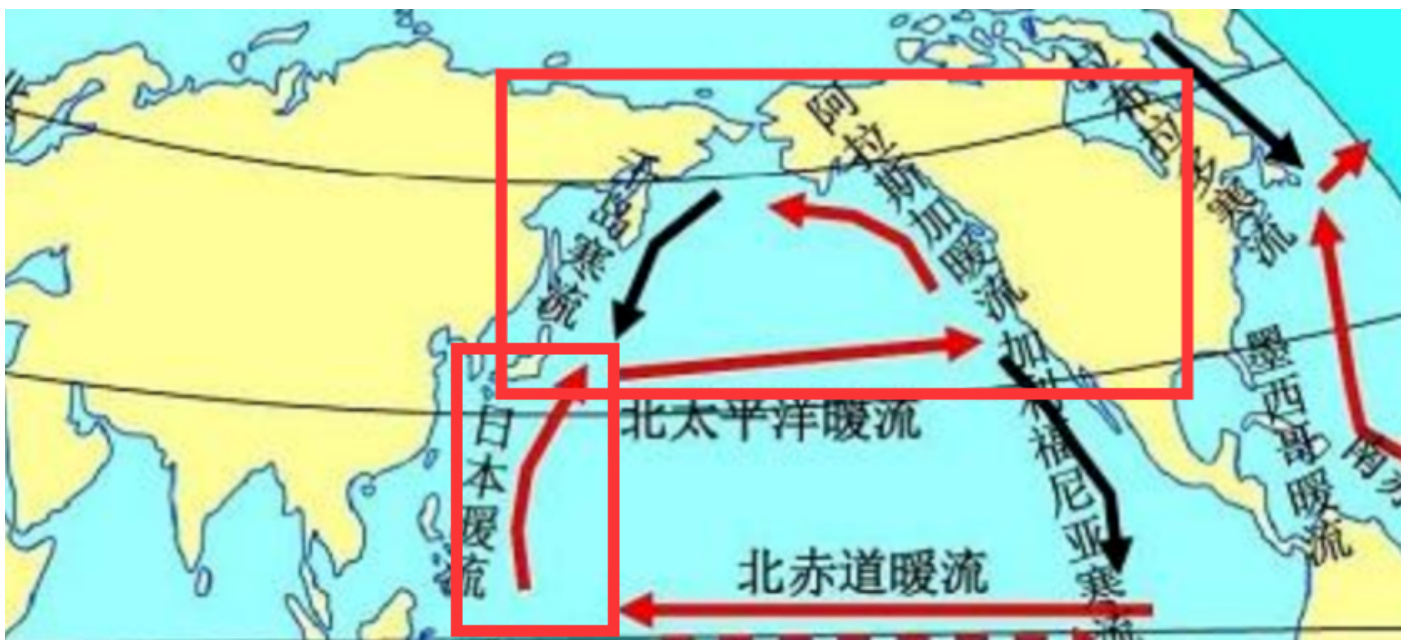 千岛寒流
阿拉斯加暖流
拉布拉多寒流
日本暖流
北太平洋暖流
加利福尼亚寒流
墨西哥暖流
南赤
北赤道暖流